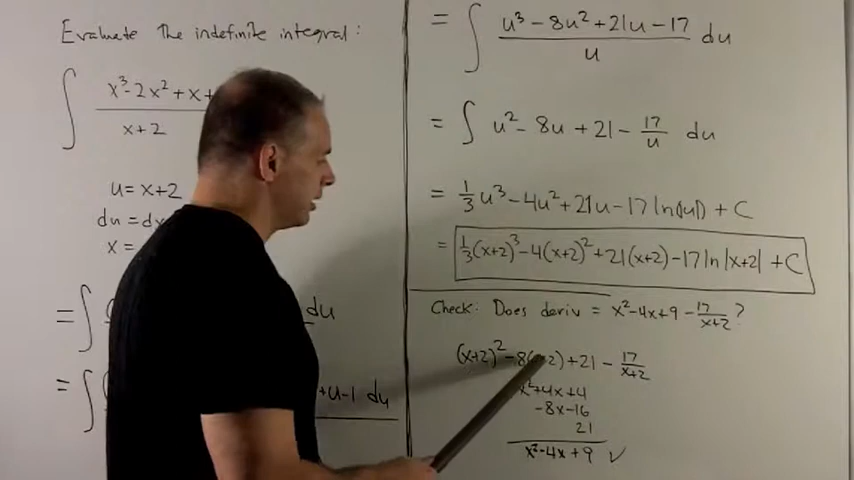 Evaluate The indefinite integral:
∫ x³-2x²+x+
x+2
u = x+2
du = d
x =
= ∫ du
= ∫ +u-1 du
= ∫ (u³ - 8u² + 21u - 17)/u du
= ∫ u² - 8u + 21 - 17/u du
= 1/3 u³ - 4u² + 21u - 17 ln(|u|) + C
= 1/3 (x+2)³ - 4(x+2)² + 21(x+2) - 17 ln|x+2| + C
Check: Does deriv = x² - 4x + 9 - 17/(x+2) ?
(x+2)² - 8( +2) + 21 - 17/(x+2)
x² + 4x + 4
-8x - 16
21
x² - 4x + 9 ✓